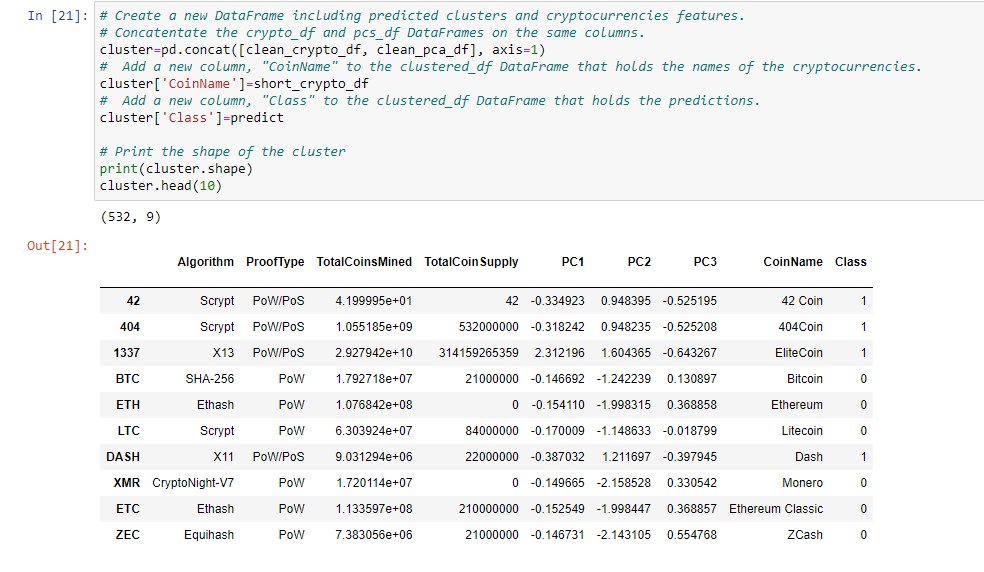 In [21]: # Create a new DataFrame including predicted clusters and cryptocurrencies features.
# Concatentate the crypto_df and pcs_df DataFrames on the same columns.
cluster=pd.concat([clean_crypto_df, clean_pca_df], axis=1)
#  Add a new column, "CoinName" to the clustered_df DataFrame that holds the names of the cryptocurrencies.
cluster['CoinName']=short_crypto_df
#  Add a new column, "Class" to the clustered_df DataFrame that holds the predictions.
cluster['Class']=predict
# Print the shape of the cluster
print(cluster.shape)
cluster.head(10)
(532, 9)
Out[21]:
Algorithm ProofType TotalCoinsMined TotalCoinSupply PC1 PC2 PC3 CoinName Class
42 Scrypt PoW/PoS 4.199995e+01 42 -0.334923 0.948395 -0.525195 42 Coin 1
404 Scrypt PoW/PoS 1.055185e+09 532000000 -0.318242 0.948235 -0.525208 404Coin 1
1337 X13 PoW/PoS 2.927942e+10 314159265359 2.312196 1.604365 -0.643267 EliteCoin 1
BTC SHA-256 PoW 1.792718e+07 21000000 -0.146692 -1.242239 0.130897 Bitcoin 0
ETH Ethash PoW 1.076842e+08 0 -0.154110 -1.998315 0.368858 Ethereum 0
LTC Scrypt PoW 6.303924e+07 84000000 -0.170009 -1.148633 -0.018799 Litecoin 0
DASH X11 PoW/PoS 9.031294e+06 22000000 -0.387032 1.211697 -0.397945 Dash 1
XMR CryptoNight-V7 PoW 1.720114e+07 0 -0.149665 -2.158528 0.330542 Monero 0
ETC Ethash PoW 1.133597e+08 210000000 -0.152549 -1.998447 0.368857 Ethereum Classic 0
ZEC Equihash PoW 7.383056e+06 21000000 -0.146731 -2.143105 0.554768 ZCash 0